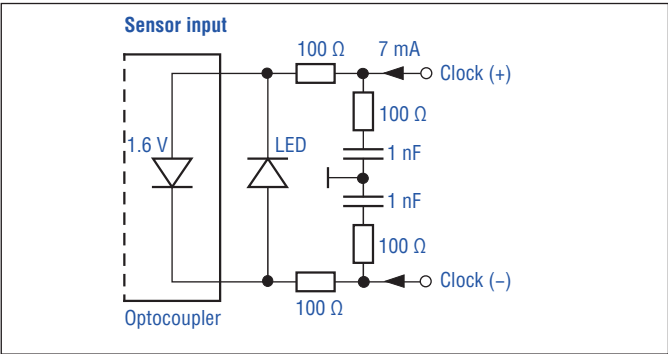 Sensor input
100 Ω
7 mA
Clock (+)
100 Ω
1.6 V
LED
1 nF
1 nF
100 Ω
Clock (−)
100 Ω
Optocoupler